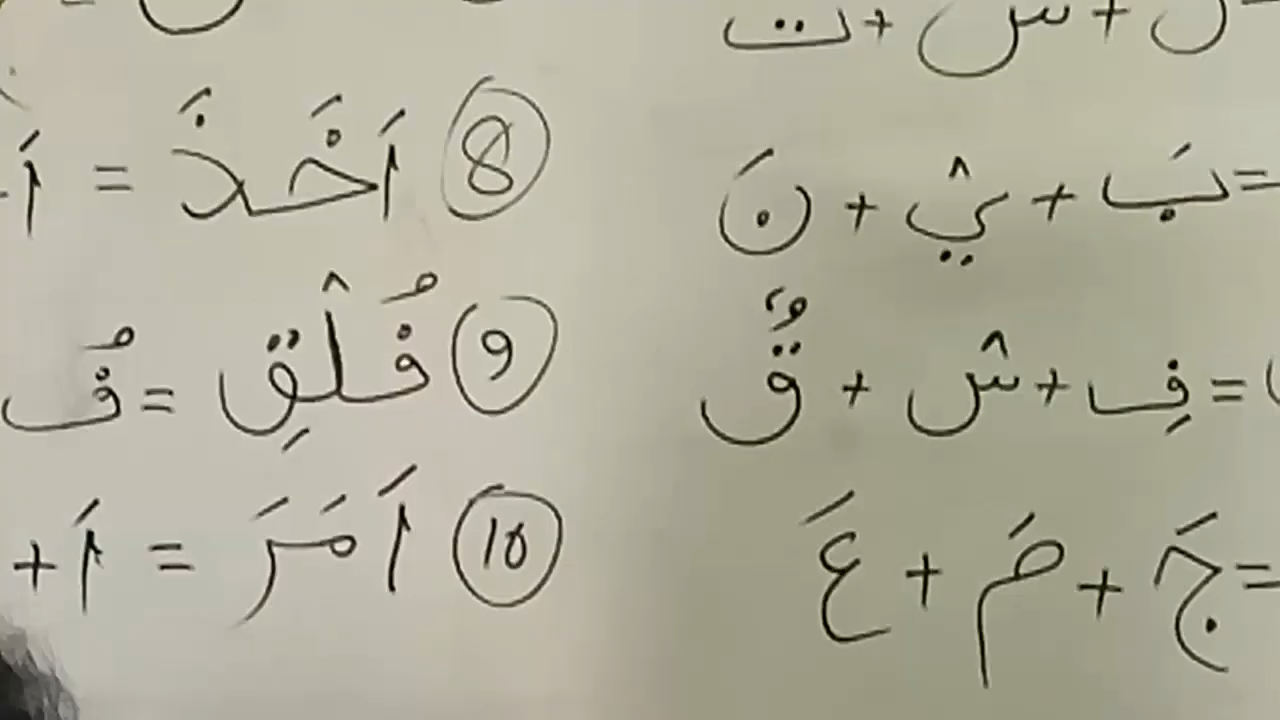 = بَ + يْ + نَ
= فِ + شْ + قٌ
= جَ + مَ + عَ
8 اَخَذَ = اَ
9 فُلْقِ = فُ
10 اَمَرَ = اَ +